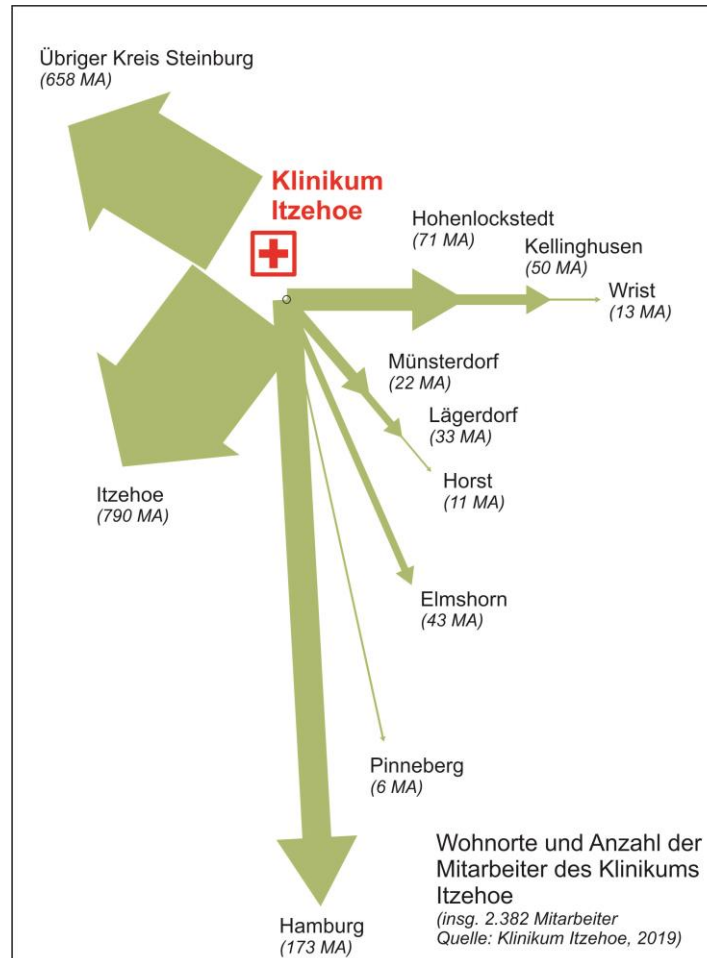 Übriger Kreis Steinburg
(658 MA)
Klinikum
Itzehoe
Hohenlockstedt
(71 MA)
Kellinghusen
(50 MA)
Wrist
(13 MA)
Münsterdorf
(22 MA)
Lägerdorf
(33 MA)
Horst
(11 MA)
Itzehoe
(790 MA)
Elmshorn
(43 MA)
Pinneberg
(6 MA)
Hamburg
(173 MA)
Wohnorte und Anzahl der
Mitarbeiter des Klinikums
Itzehoe
(insg. 2.382 Mitarbeiter
Quelle: Klinikum Itzehoe, 2019)